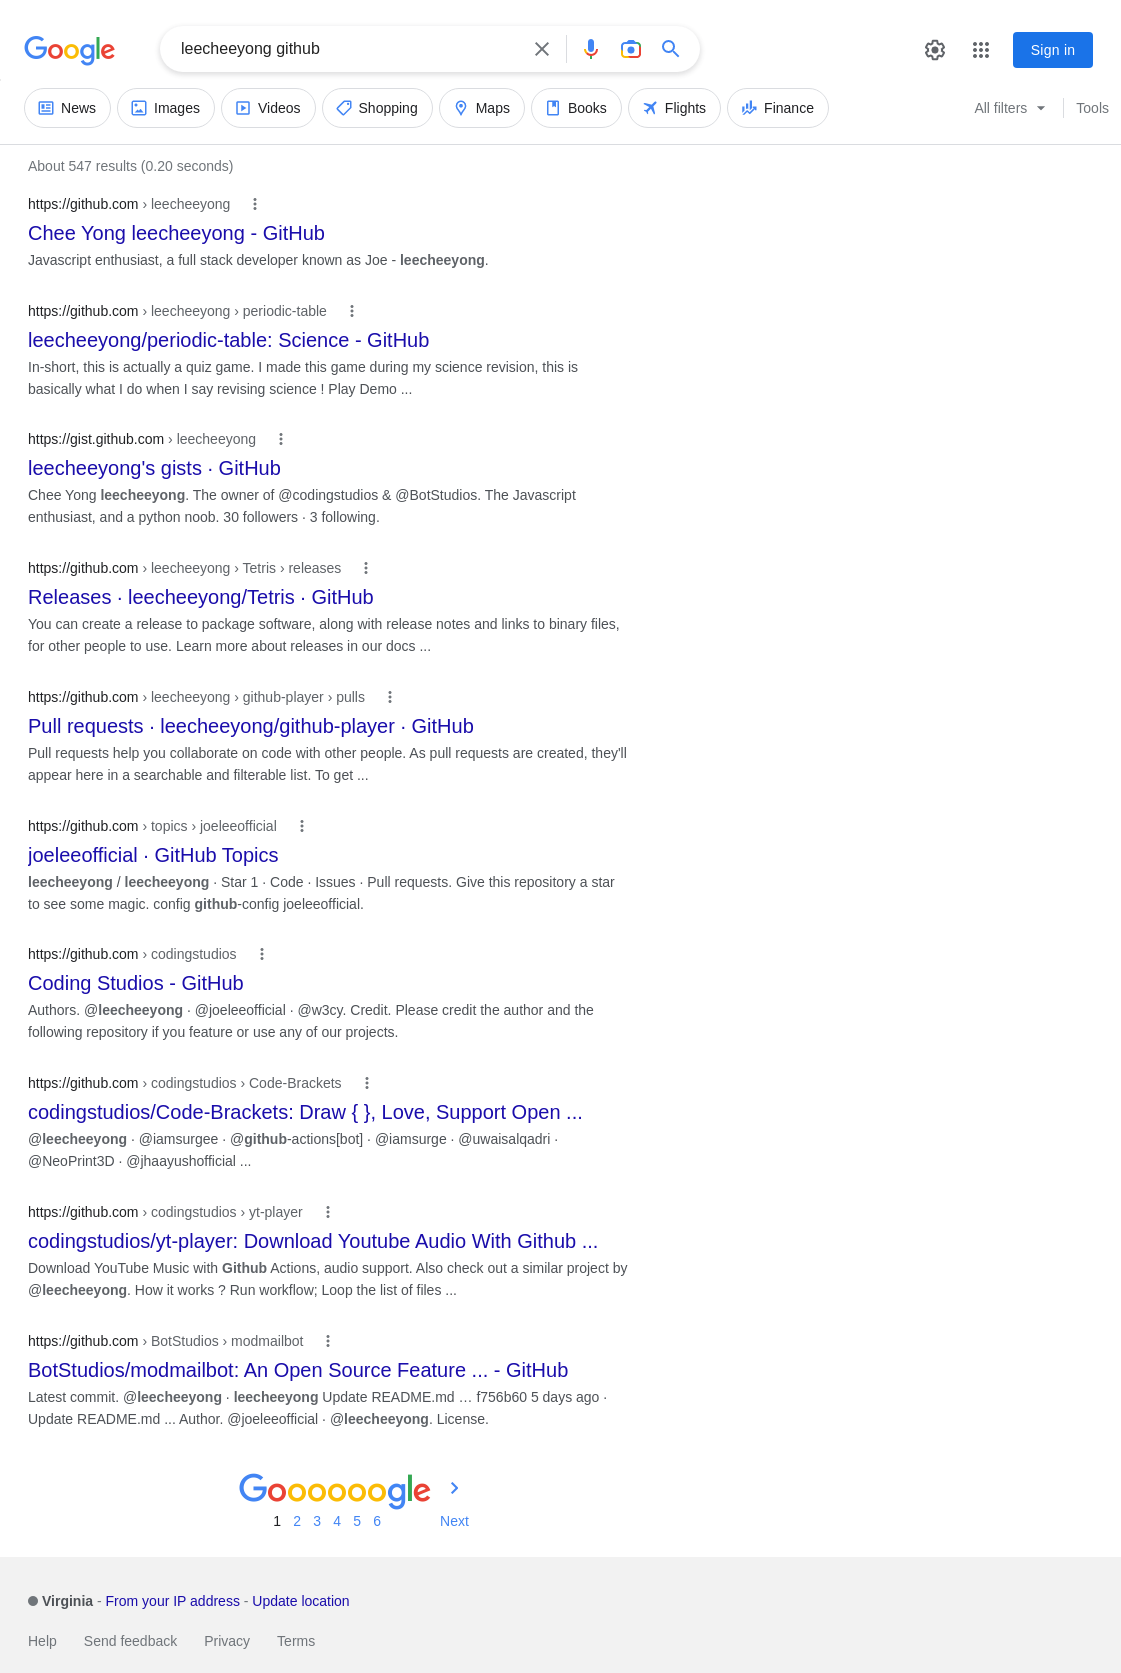 Google
leecheeyong github
Sign in
News Images Videos Shopping Maps Books Flights Finance All filters Tools
About 547 results (0.20 seconds)
https://github.com › leecheeyong
Chee Yong leecheeyong - GitHub
Javascript enthusiast, a full stack developer known as Joe - leecheeyong.
https://github.com › leecheeyong › periodic-table
leecheeyong/periodic-table: Science - GitHub
In-short, this is actually a quiz game. I made this game during my science revision, this is
basically what I do when I say revising science ! Play Demo ...
https://gist.github.com › leecheeyong
leecheeyong's gists · GitHub
Chee Yong leecheeyong. The owner of @codingstudios & @BotStudios. The Javascript
enthusiast, and a python noob. 30 followers · 3 following.
https://github.com › leecheeyong › Tetris › releases
Releases · leecheeyong/Tetris · GitHub
You can create a release to package software, along with release notes and links to binary files,
for other people to use. Learn more about releases in our docs ...
https://github.com › leecheeyong › github-player › pulls
Pull requests · leecheeyong/github-player · GitHub
Pull requests help you collaborate on code with other people. As pull requests are created, they'll
appear here in a searchable and filterable list. To get ...
https://github.com › topics › joeleeofficial
joeleeofficial · GitHub Topics
leecheeyong / leecheeyong · Star 1 · Code · Issues · Pull requests. Give this repository a star
to see some magic. config github-config joeleeofficial.
https://github.com › codingstudios
Coding Studios - GitHub
Authors. @leecheeyong · @joeleeofficial · @w3cy. Credit. Please credit the author and the
following repository if you feature or use any of our projects.
https://github.com › codingstudios › Code-Brackets
codingstudios/Code-Brackets: Draw { }, Love, Support Open ...
@leecheeyong · @iamsurgee · @github-actions[bot] · @iamsurge · @uwaisalqadri ·
@NeoPrint3D · @jhaayushofficial ...
https://github.com › codingstudios › yt-player
codingstudios/yt-player: Download Youtube Audio With Github ...
Download YouTube Music with Github Actions, audio support. Also check out a similar project by
@leecheeyong. How it works ? Run workflow; Loop the list of files ...
https://github.com › BotStudios › modmailbot
BotStudios/modmailbot: An Open Source Feature ... - GitHub
Latest commit. @leecheeyong · leecheeyong Update README.md … f756b60 5 days ago ·
Update README.md ... Author. @joeleeofficial · @leecheeyong. License.
Goooooogle
1 2 3 4 5 6 Next
Virginia - From your IP address - Update location
Help Send feedback Privacy Terms